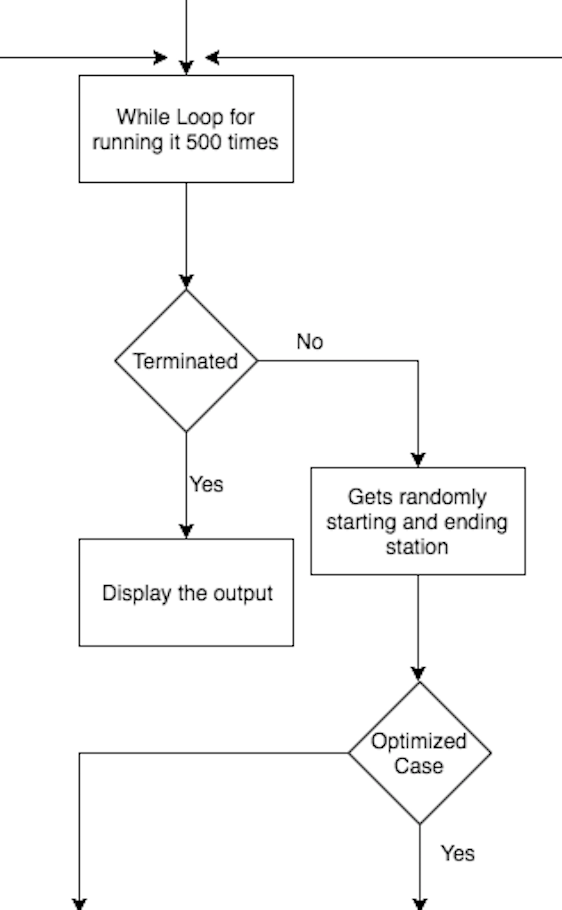 While Loop for
running it 500 times
Terminated
No
Yes
Gets randomly
starting and ending
station
Display the output
Optimized
Case
Yes